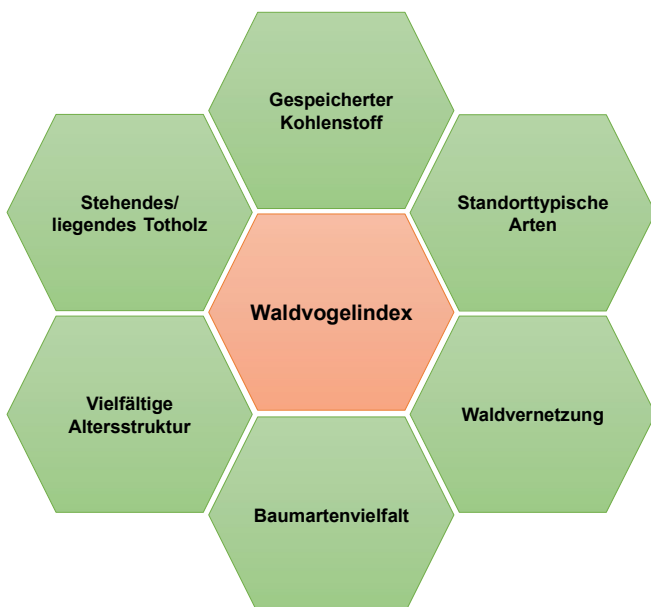 Gespeicherter
Kohlenstoff
Stehendes/
liegendes Totholz
Standorttypische
Arten
Waldvogelindex
Vielfältige
Altersstruktur
Waldvernetzung
Baumartenvielfalt